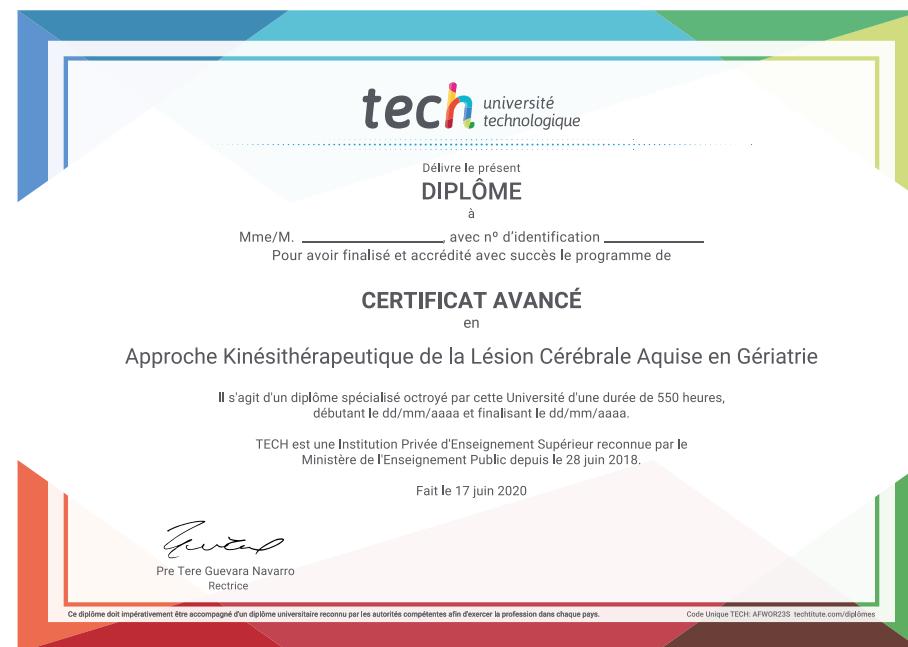 tech université
technologique
Délivre le présent
DIPLÔME
à
Mme/M. ____________________, avec nº d'identification ______________
Pour avoir finalisé et accrédité avec succès le programme de
CERTIFICAT AVANCÉ
en
Approche Kinésithérapeutique de la Lésion Cérébrale Aquise en Gériatrie
Il s'agit d'un diplôme spécialisé octroyé par cette Université d'une durée de 550 heures,
débutant le dd/mm/aaaa et finalisant le dd/mm/aaaa.
TECH est une Institution Privée d'Enseignement Supérieur reconnue par le
Ministère de l'Enseignement Public depuis le 28 juin 2018.
Fait le 17 juin 2020
Pre Tere Guevara Navarro
Rectrice
Ce diplôme doit impérativement être accompagné d'un diplôme universitaire reconnu par les autorités compétentes afin d'exercer la profession dans chaque pays.
Code Unique TECH: AFWOR23S techtitute.com/diplômes